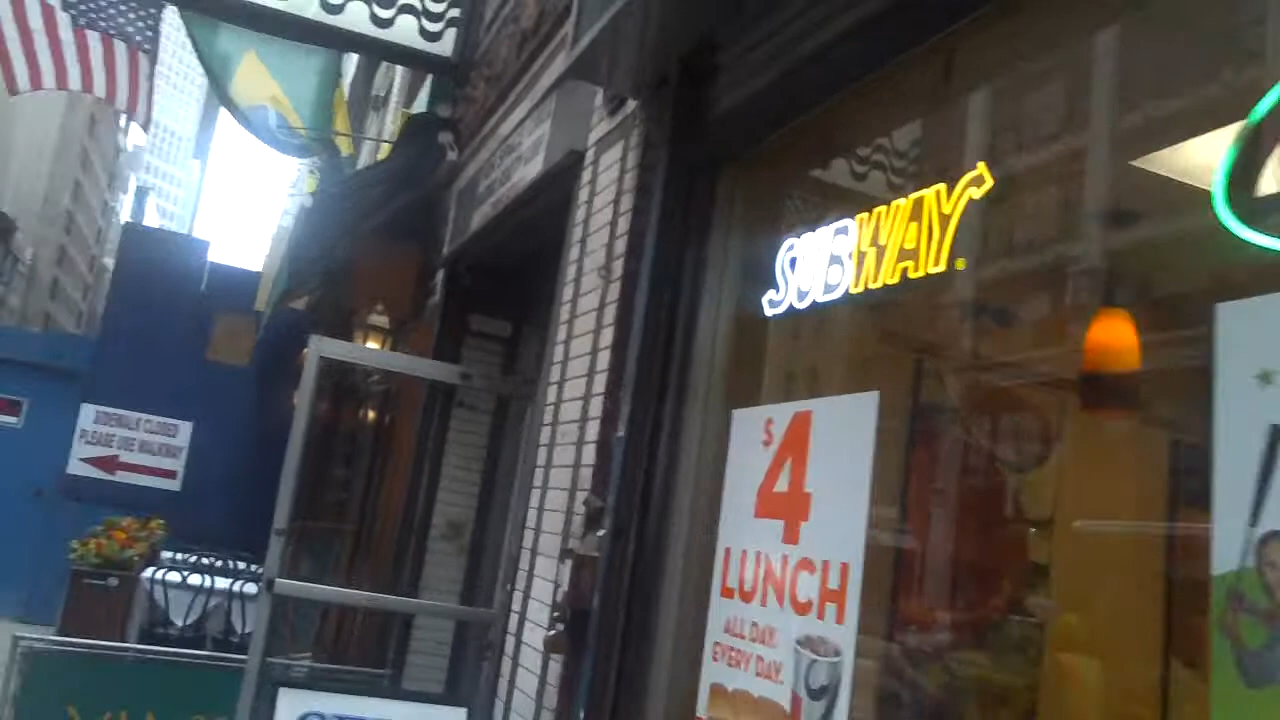 SUBWAY
$4
LUNCH
ALL DAY.
EVERY DAY.
SIDEWALK CLOSED
PLEASE USE WALKWAY